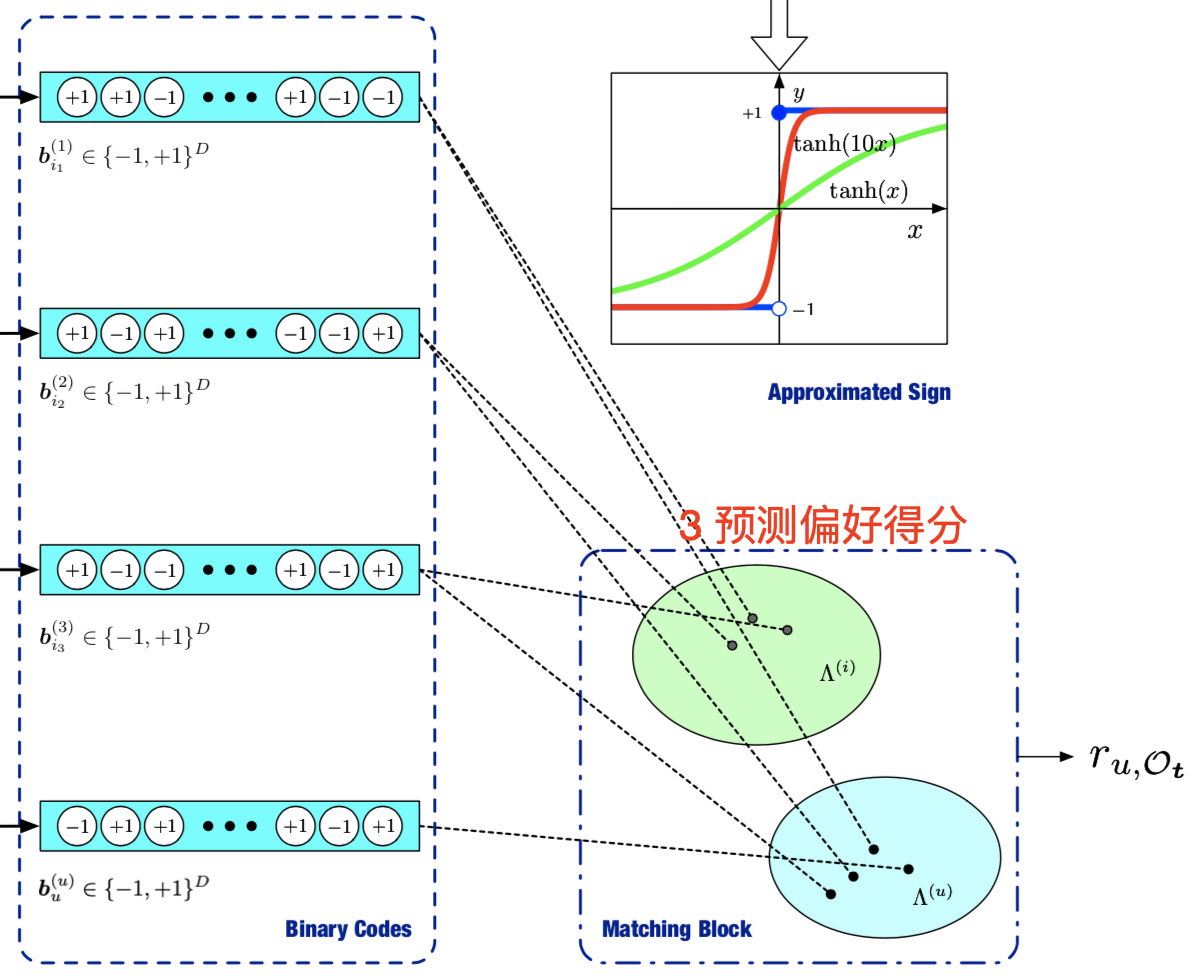 +1 +1 −1 ••• +1 −1 −1
b_{i_1}^{(1)} ∈ {−1, +1}^D
+1 −1 +1 ••• −1 −1 +1
b_{i_2}^{(2)} ∈ {−1, +1}^D
+1 −1 −1 ••• +1 −1 +1
b_{i_3}^{(3)} ∈ {−1, +1}^D
−1 +1 +1 ••• +1 −1 +1
b_u^{(u)} ∈ {−1, +1}^D
Binary Codes
y
+1
tanh(10x)
tanh(x)
x
−1
Approximated Sign
3 预测偏好得分
Λ^{(i)}
Λ^{(u)}
Matching Block
r_{u,𝒪_t}